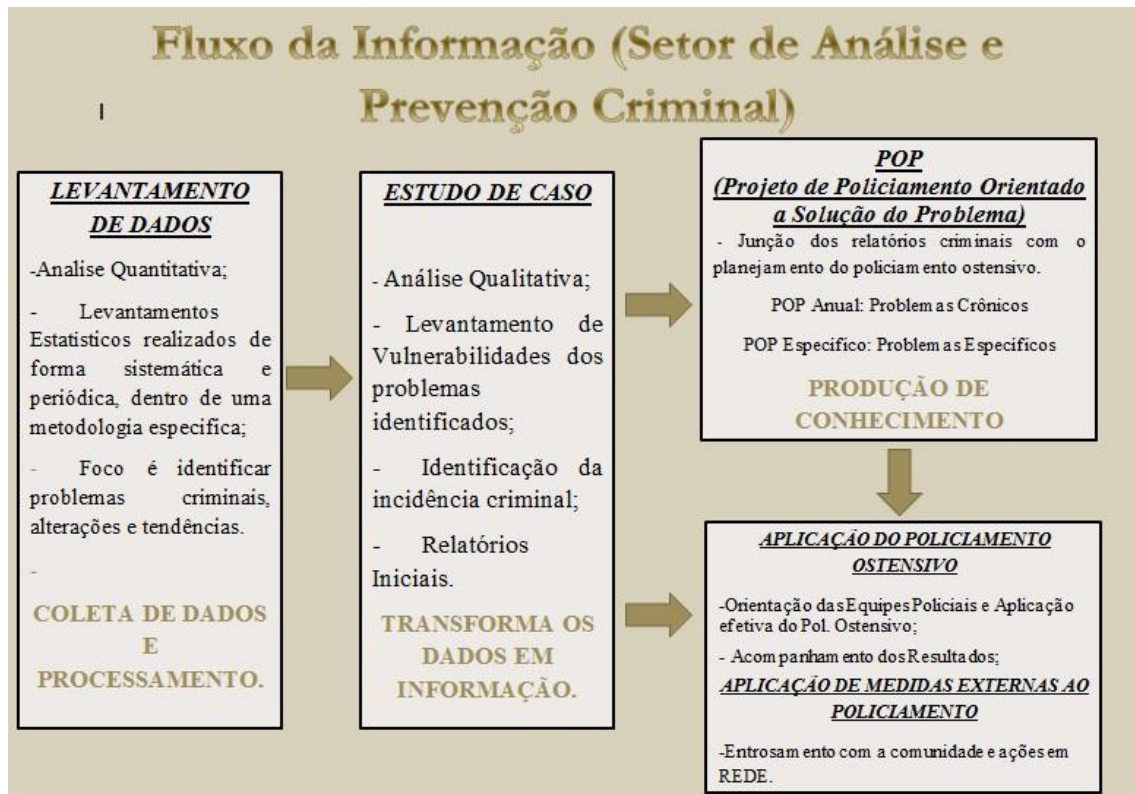 Fluxo da Informação (Setor de Análise e
Prevenção Criminal)
LEVANTAMENTO
DE DADOS
-Analise Quantitativa;
- Levantamentos
Estatisticos realizados de
forma sistemática e
periódica, dentro de uma
metodologia especifica;
- Foco é identificar
problemas criminais,
alterações e tendências.
-
COLETA DE DADOS
E
PROCESSAMENTO.
ESTUDO DE CASO
- Análise Qualitativa;
- Levantamento de
Vulnerabilidades dos
problemas
identificados;
- Identificação da
incidência criminal;
- Relatórios
Iniciais.
TRANSFORMA OS
DADOS EM
INFORMAÇÃO.
POP
(Projeto de Policiamento Orientado
a Solução do Problema)
- Junção dos relatórios criminais com o
planejamento do policiamento ostensivo.
POP Anual: Problemas Crônicos
POP Especifico: Problemas Específicos
PRODUÇÃO DE
CONHECIMENTO
APLICAÇÃO DO POLICIAMENTO
OSTENSIVO
-Orientação das Equipes Policiais e Aplicação
efetiva do Pol. Ostensivo;
- Acompanhamento dos Resultados;
APLICAÇÃO DE MEDIDAS EXTERNAS AO
POLICIAMENTO
-Entrosamento com a comunidade e ações em
REDE.